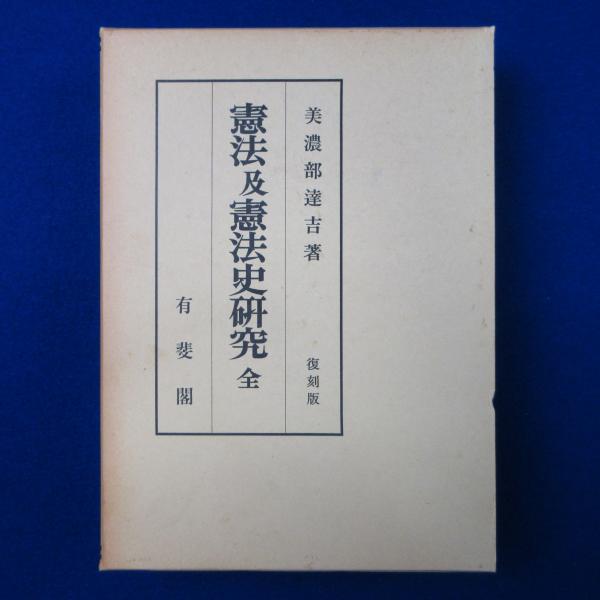 美濃部達吉著
復刻版
憲法及憲法史研究 全
有斐閣